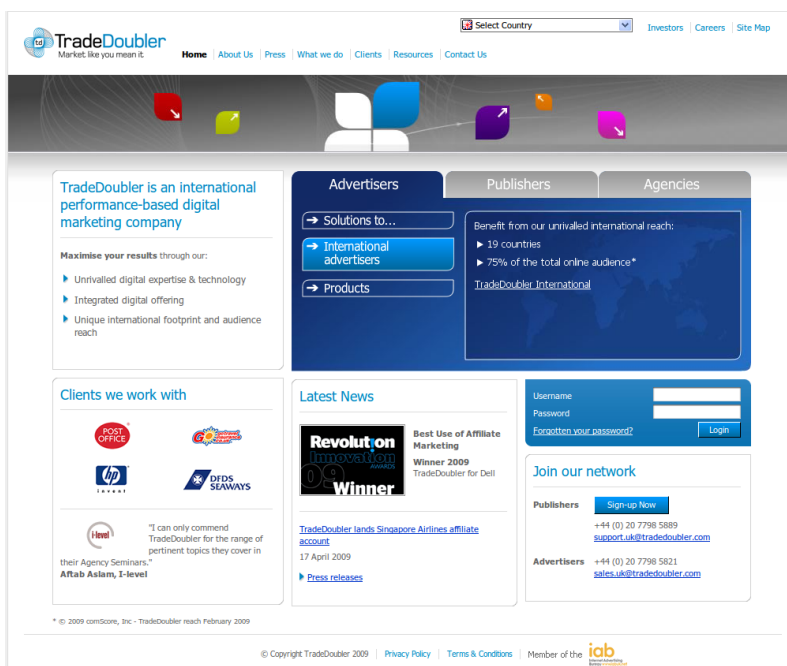 Select Country
Investors
Careers
Site Map
td
TradeDoubler
Market like you mean it.
Home
About Us
Press
What we do
Clients
Resources
Contact Us
TradeDoubler is an international
performance-based digital
marketing company
Maximise your results through our:
Unrivalled digital expertise & technology
Integrated digital offering
Unique international footprint and audience
reach
Advertisers
Publishers
Agencies
Solutions to...
International
advertisers
Products
Benefit from our unrivalled international reach:
19 countries
75% of the total online audience*
TradeDoubler International
Clients we work with
POST
OFFICE
hp
invent
DFDS
SEAWAYS
i-level
"I can only commend
TradeDoubler for the range of
pertinent topics they cover in
their Agency Seminars."
Aftab Aslam, I-level
Latest News
Revolution
Innovation
AWARDS
09
Winner
Best Use of Affiliate
Marketing
Winner 2009
TradeDoubler for Dell
TradeDoubler lands Singapore Airlines affiliate
account
17 April 2009
Press releases
Username
Password
Forgotten your password?
Login
Join our network
Publishers
Sign-up Now
+44 (0) 20 7798 5889
support.uk@tradedoubler.com
Advertisers
+44 (0) 20 7798 5821
sales.uk@tradedoubler.com
* © 2009 comScore, Inc - TradeDoubler reach February 2009
© Copyright TradeDoubler 2009
Privacy Policy
Terms & Conditions
Member of the
iab